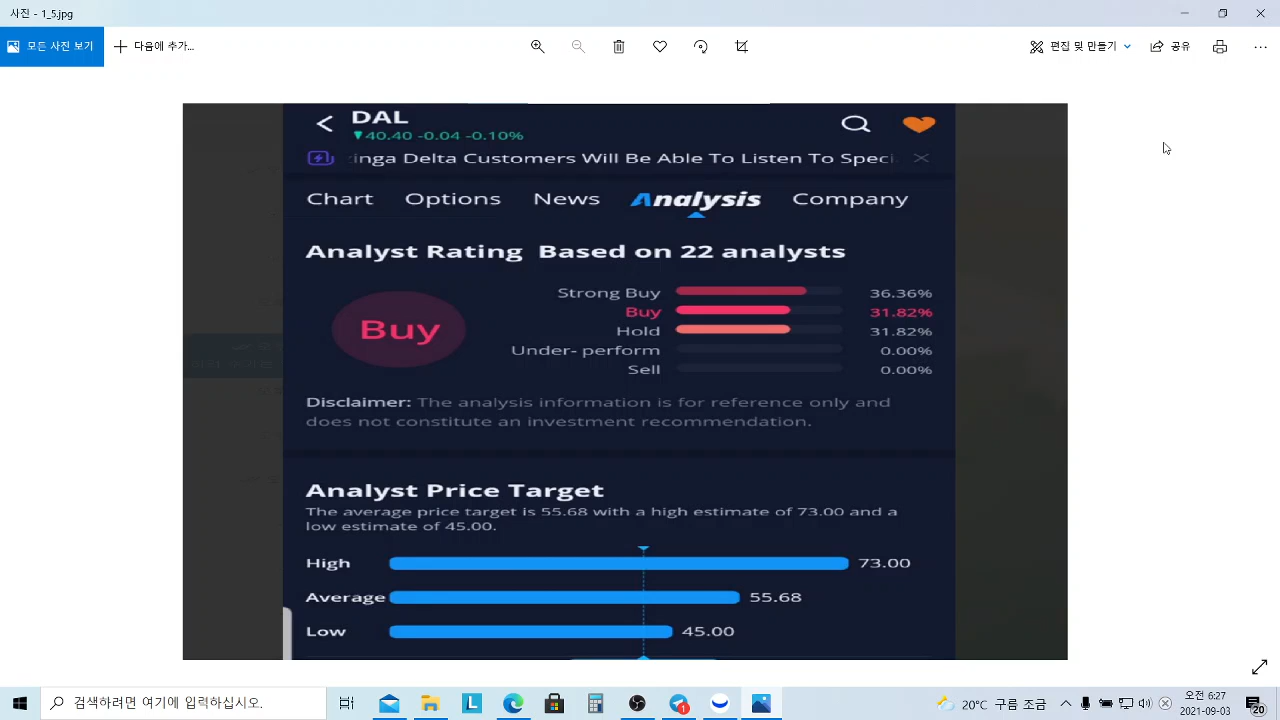 사진 - 1_5jpg
모든 사진 보기
다음에 추가...
편집 및 만들기
공유
DAL
40.40 -0.04 -0.10%
inga Delta Customers Will Be Able To Listen To Speci
Chart Options News Analysis Company
Analyst Rating Based on 22 analysts
Buy
Strong Buy 36.36%
Buy 31.82%
Hold 31.82%
Under- perform 0.00%
Sell 0.00%
Disclaimer: The analysis information is for reference only and
does not constitute an investment recommendation.
Analyst Price Target
The average price target is 55.68 with a high estimate of 73.00 and a
low estimate of 45.00.
High 73.00
Average 55.68
Low 45.00
검색하려면 여기에 입력하십시오.
L
1
20°C 구름 조금
오전 6:27
2021-09-03
20